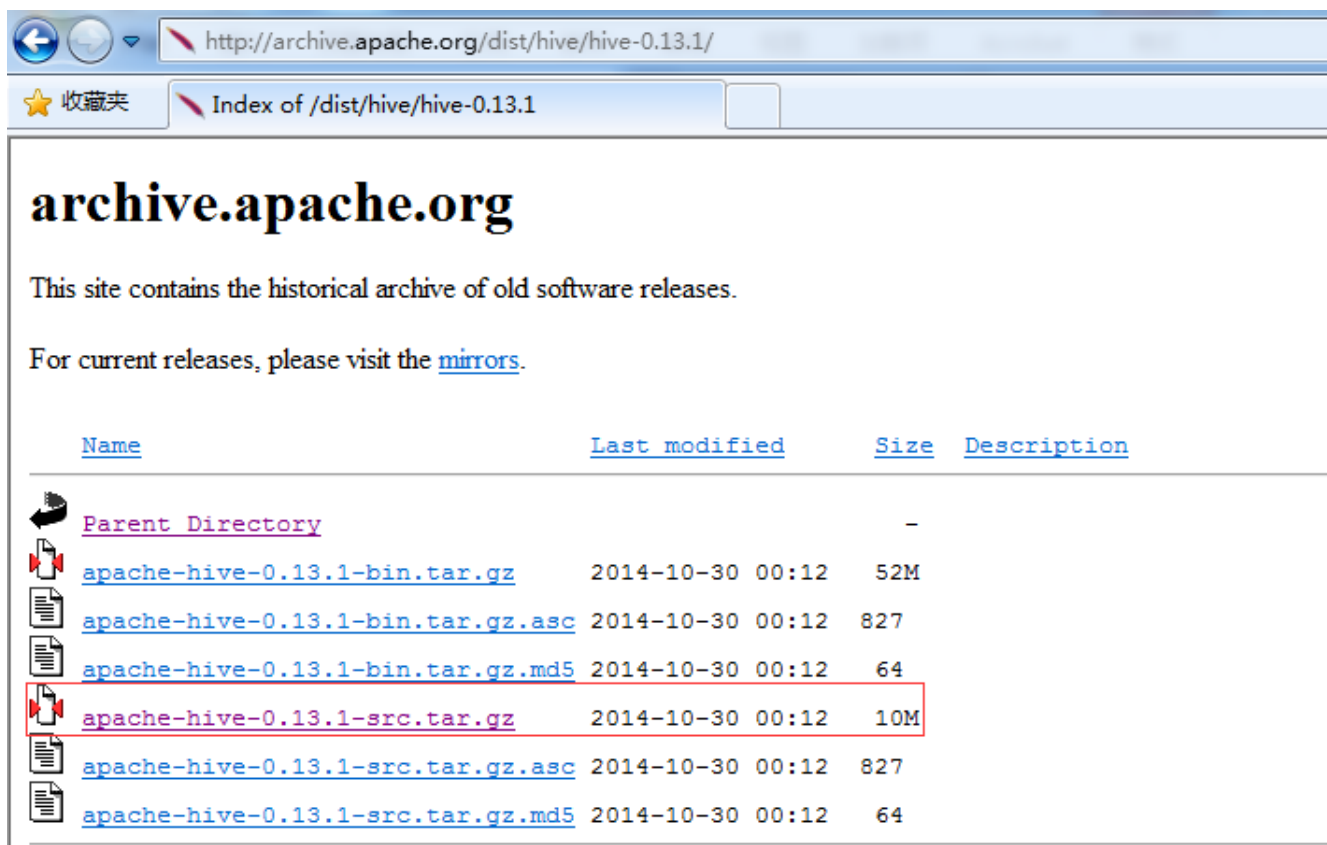 http://archive.apache.org/dist/hive/hive-0.13.1/
收藏夹 Index of /dist/hive/hive-0.13.1
archive.apache.org
This site contains the historical archive of old software releases.
For current releases, please visit the mirrors.
Name Last modified Size Description
Parent Directory -
apache-hive-0.13.1-bin.tar.gz 2014-10-30 00:12 52M
apache-hive-0.13.1-bin.tar.gz.asc 2014-10-30 00:12 827
apache-hive-0.13.1-bin.tar.gz.md5 2014-10-30 00:12 64
apache-hive-0.13.1-src.tar.gz 2014-10-30 00:12 10M
apache-hive-0.13.1-src.tar.gz.asc 2014-10-30 00:12 827
apache-hive-0.13.1-src.tar.gz.md5 2014-10-30 00:12 64